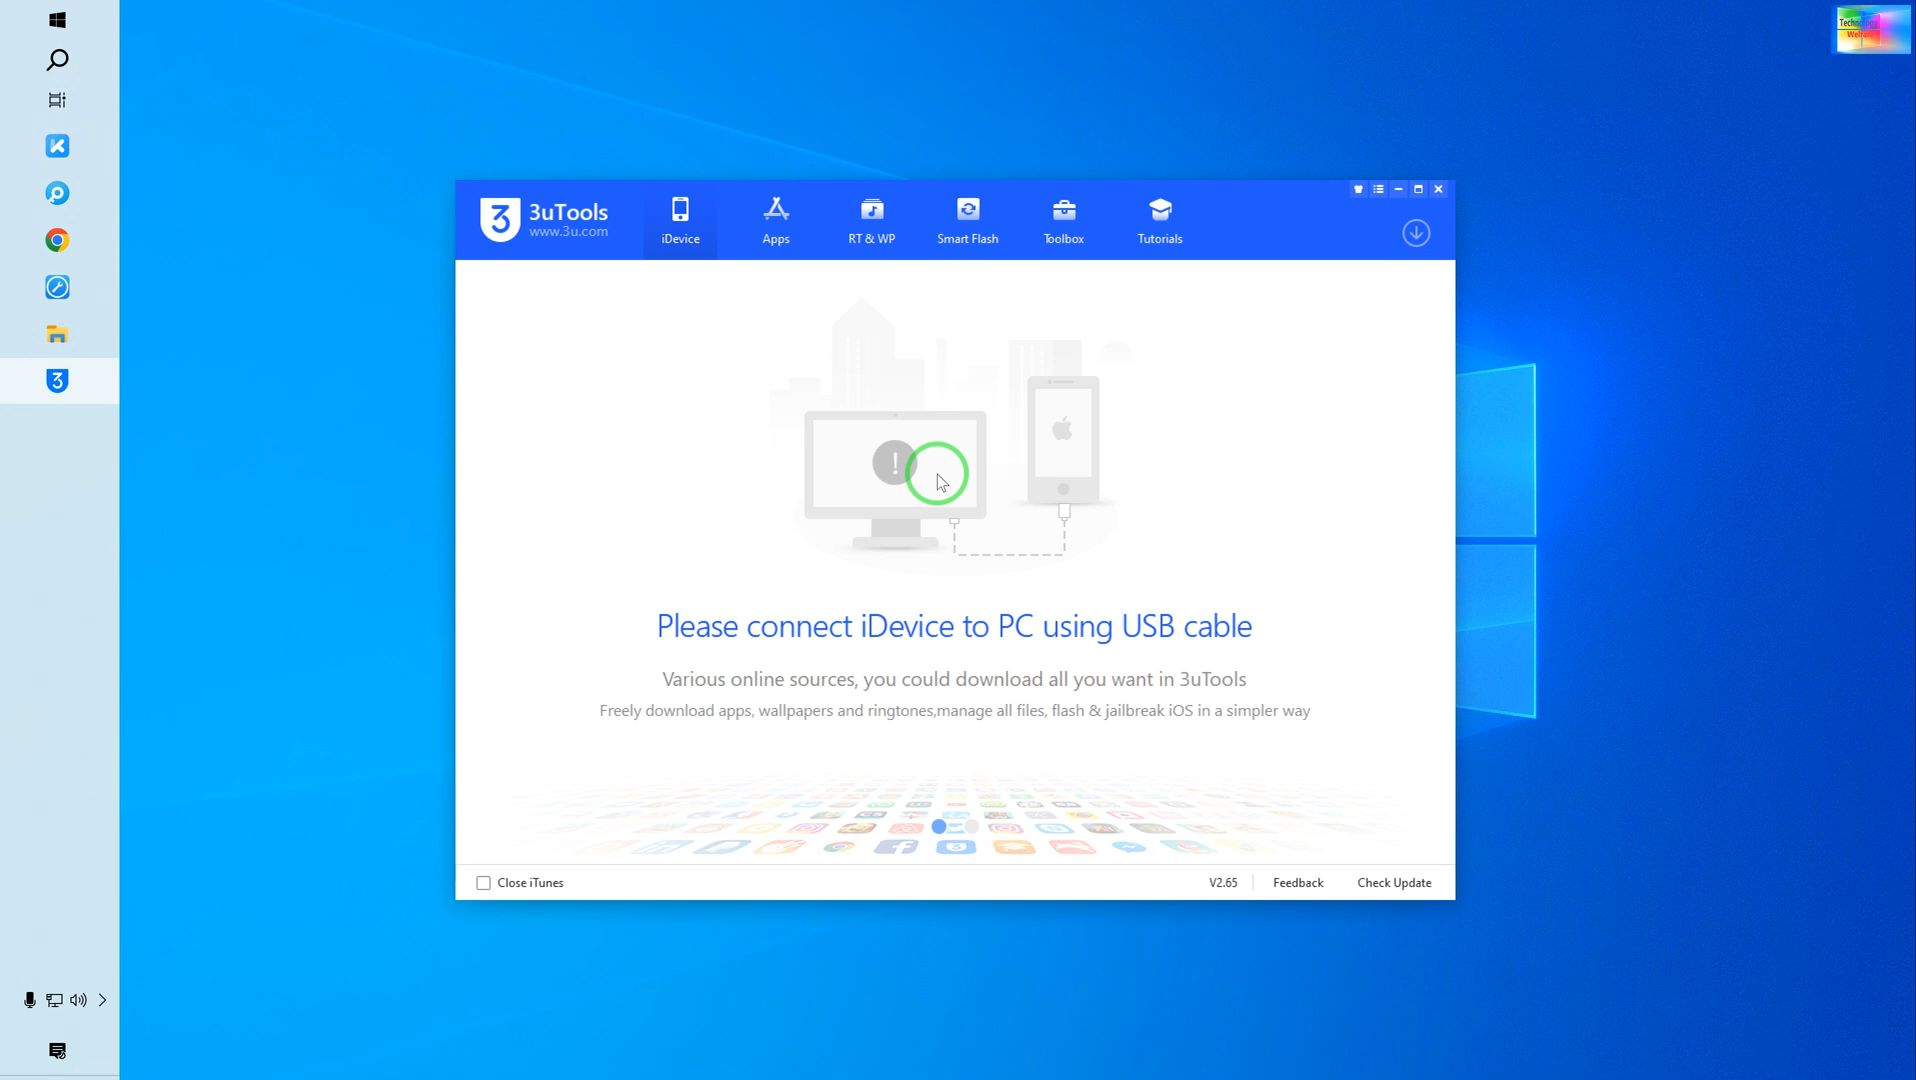 Technology
Welfare
3uTools
www.3u.com
iDevice
Apps
RT & WP
Smart Flash
Toolbox
Tutorials
Please connect iDevice to PC using USB cable
Various online sources, you could download all you want in 3uTools
Freely download apps, wallpapers and ringtones,manage all files, flash & jailbreak iOS in a simpler way
Close iTunes
V2.65
Feedback
Check Update